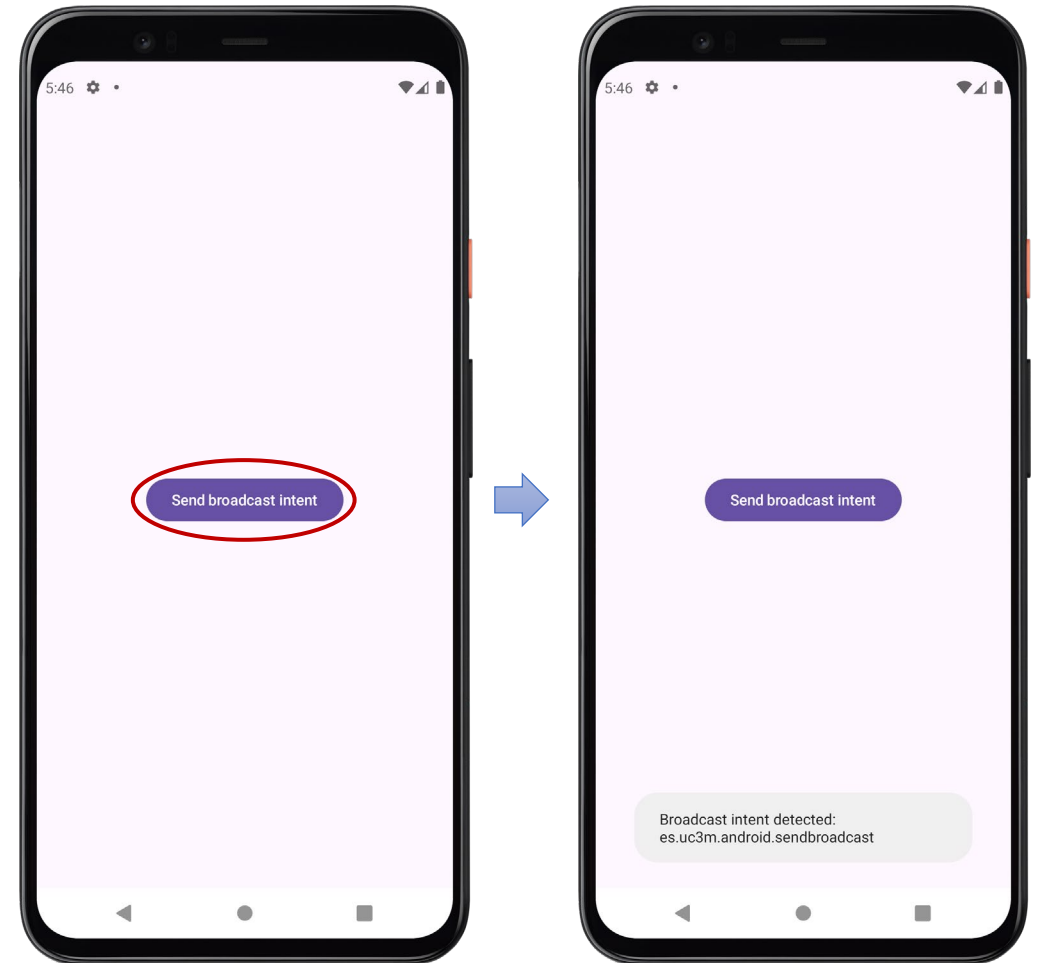 5:46
Send broadcast intent
5:46
Send broadcast intent
Broadcast intent detected:
es.uc3m.android.sendbroadcast